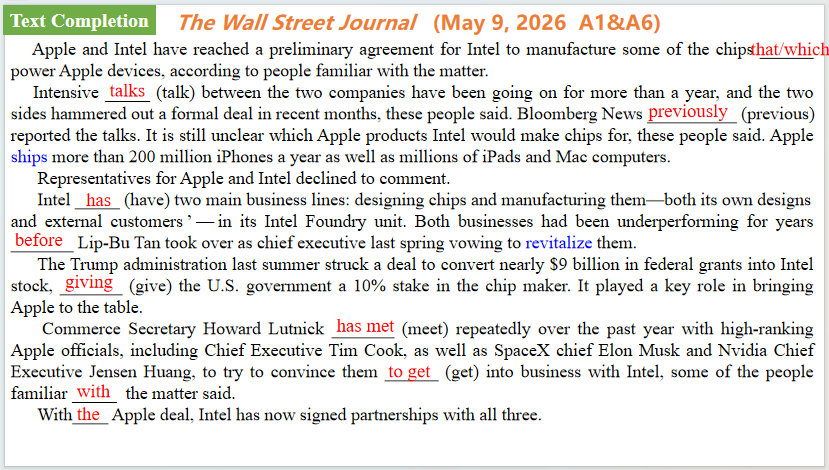 Text Completion The Wall Street Journal (May 9, 2026 A1&A6)
Apple and Intel have reached a preliminary agreement for Intel to manufacture some of the chips that/which
power Apple devices, according to people familiar with the matter.
Intensive talks (talk) between the two companies have been going on for more than a year, and the two
sides hammered out a formal deal in recent months, these people said. Bloomberg News previously (previous)
reported the talks. It is still unclear which Apple products Intel would make chips for, these people said. Apple
ships more than 200 million iPhones a year as well as millions of iPads and Mac computers.
Representatives for Apple and Intel declined to comment.
Intel has (have) two main business lines: designing chips and manufacturing them—both its own designs
and external customers’—in its Intel Foundry unit. Both businesses had been underperforming for years
before Lip-Bu Tan took over as chief executive last spring vowing to revitalize them.
The Trump administration last summer struck a deal to convert nearly $9 billion in federal grants into Intel
stock, giving (give) the U.S. government a 10% stake in the chip maker. It played a key role in bringing
Apple to the table.
Commerce Secretary Howard Lutnick has met (meet) repeatedly over the past year with high-ranking
Apple officials, including Chief Executive Tim Cook, as well as SpaceX chief Elon Musk and Nvidia Chief
Executive Jensen Huang, to try to convince them to get (get) into business with Intel, some of the people
familiar with the matter said.
With the Apple deal, Intel has now signed partnerships with all three.